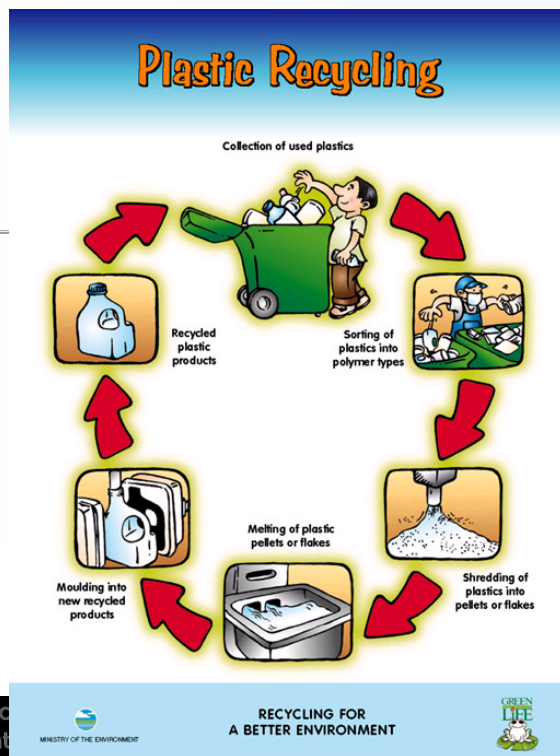 Plastic Recycling
Collection of used plastics
Sorting of
plastics into
polymer types
Shredding of
plastics into
pellets or flakes
Melting of plastic
pellets or flakes
Moulding into
new recycled
products
Recycled
plastic
products
MINISTRY OF THE ENVIRONMENT
RECYCLING FOR
A BETTER ENVIRONMENT
GREEN
LIFE